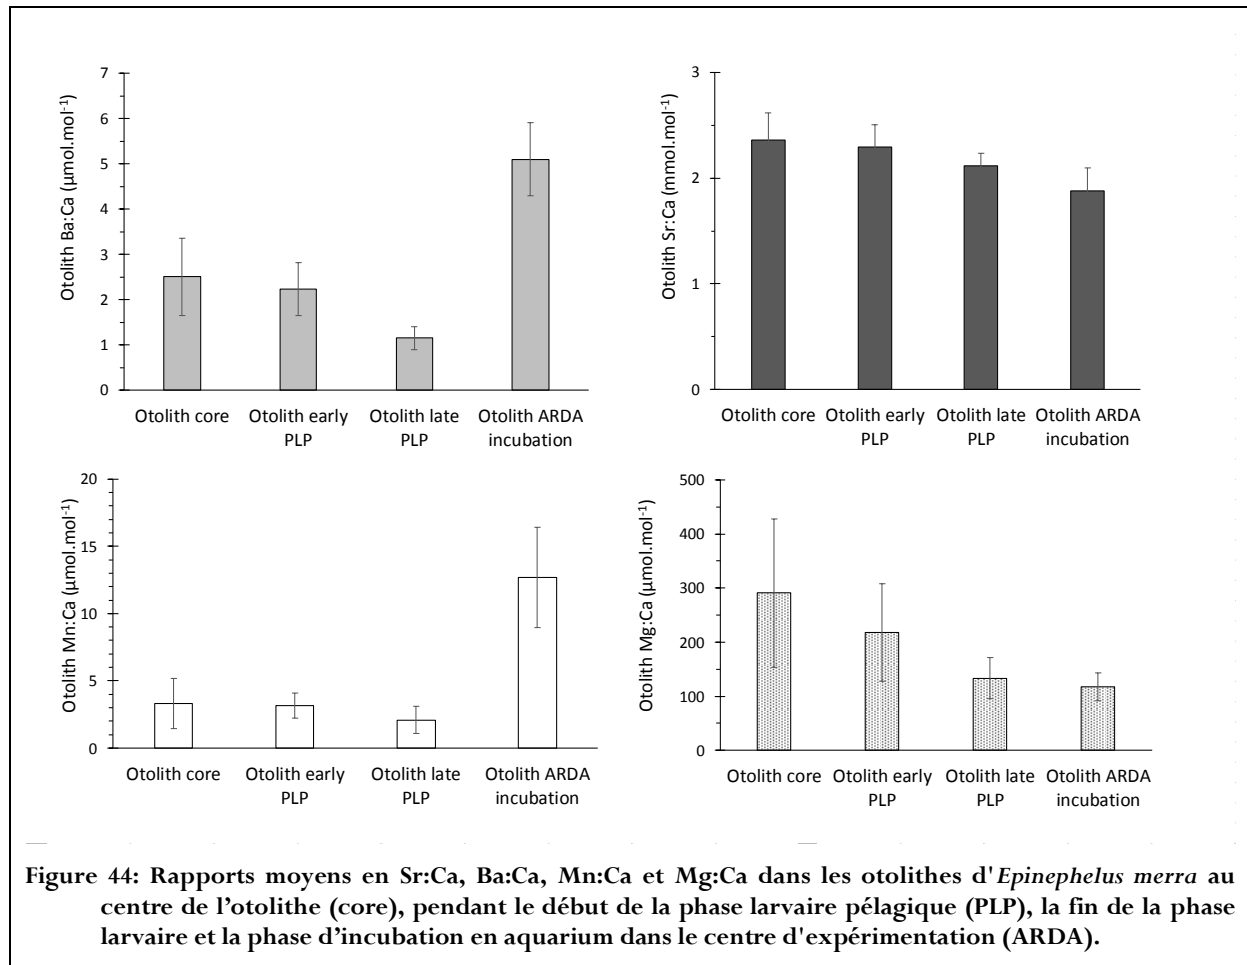 Otolith Ba:Ca (µmol.mol⁻¹)
7
6
5
4
3
2
1
0
Otolith core
Otolith early PLP
Otolith late PLP
Otolith ARDA incubation
Otolith Sr:Ca (mmol.mol⁻¹)
3
2
1
0
Otolith core
Otolith early PLP
Otolith late PLP
Otolith ARDA incubation
Otolith Mn:Ca (µmol.mol⁻¹)
20
15
10
5
0
Otolith core
Otolith early PLP
Otolith late PLP
Otolith ARDA incubation
Otolith Mg:Ca (µmol.mol⁻¹)
500
400
300
200
100
0
Otolith core
Otolith early PLP
Otolith late PLP
Otolith ARDA incubation
Figure 44: Rapports moyens en Sr:Ca, Ba:Ca, Mn:Ca et Mg:Ca dans les otolithes d'Epinephelus merra au
centre de l’otolithe (core), pendant le début de la phase larvaire pélagique (PLP), la fin de la phase
larvaire et la phase d’incubation en aquarium dans le centre d'expérimentation (ARDA).